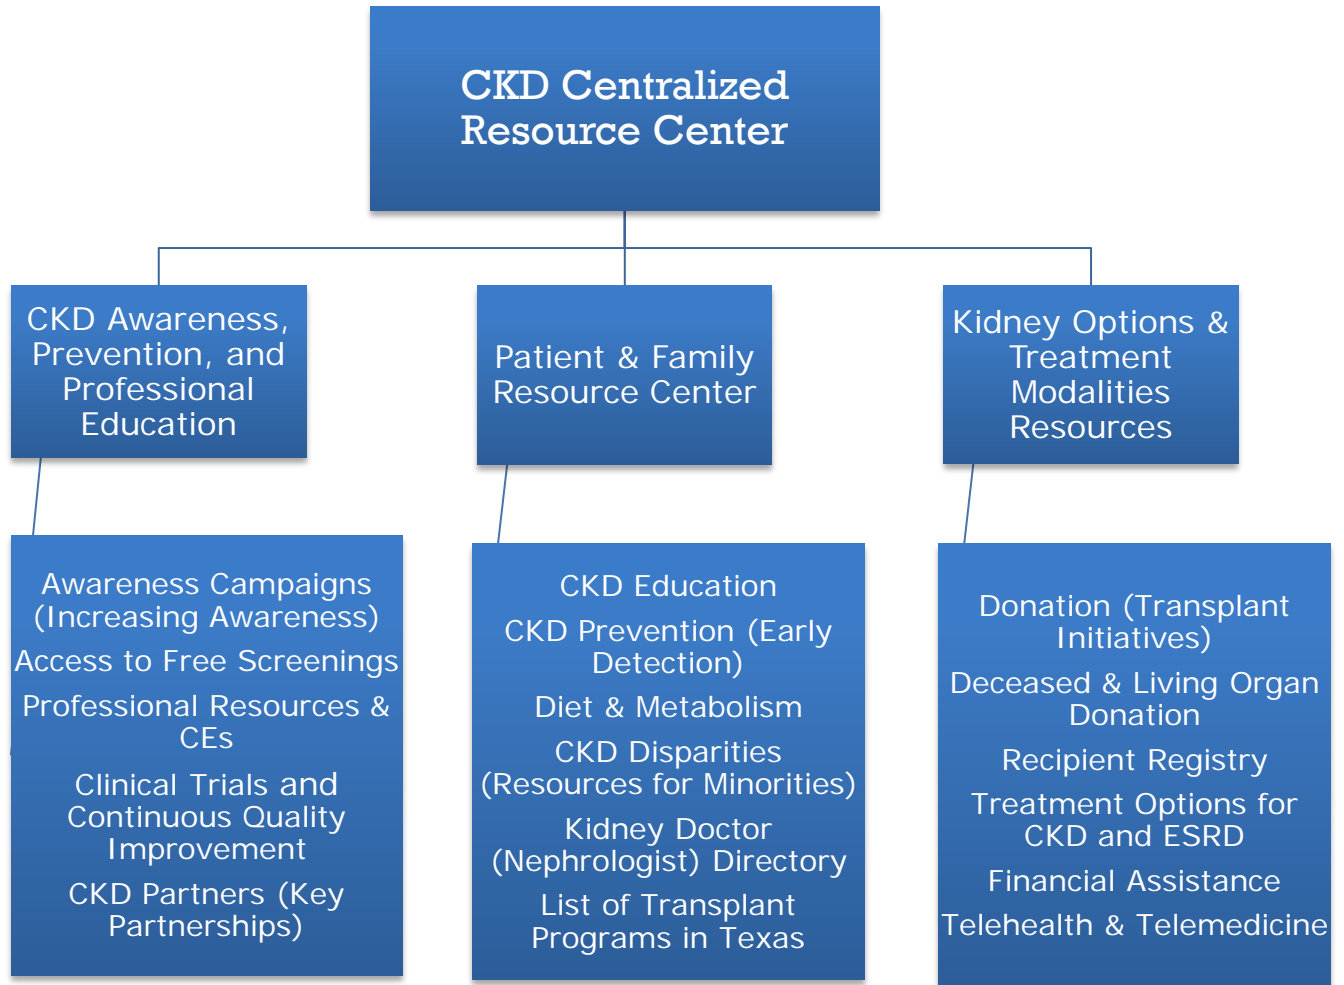 CKD Centralized
Resource Center
CKD Awareness,
Prevention, and
Professional
Education
Patient & Family
Resource Center
Kidney Options &
Treatment
Modalities
Resources
Awareness Campaigns
(Increasing Awareness)
Access to Free Screenings
Professional Resources &
CEs
Clinical Trials and
Continuous Quality
Improvement
CKD Partners (Key
Partnerships)
CKD Education
CKD Prevention (Early
Detection)
Diet & Metabolism
CKD Disparities
(Resources for Minorities)
Kidney Doctor
(Nephrologist) Directory
List of Transplant
Programs in Texas
Donation (Transplant
Initiatives)
Deceased & Living Organ
Donation
Recipient Registry
Treatment Options for
CKD and ESRD
Financial Assistance
Telehealth & Telemedicine